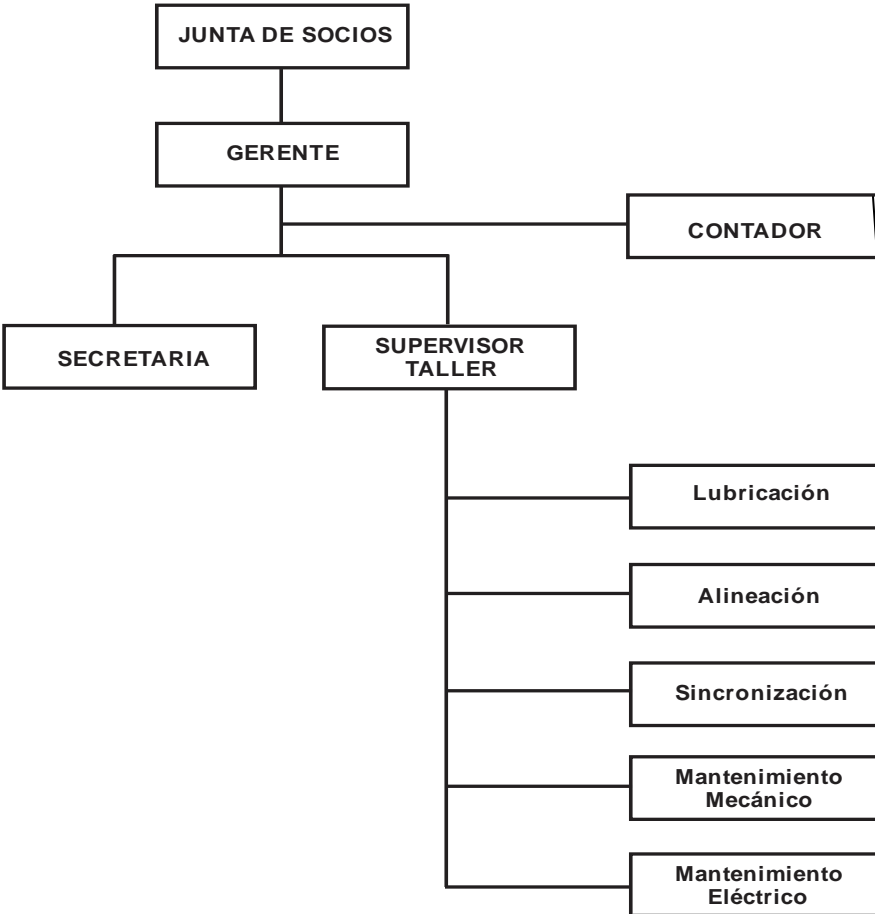 JUNTA DE SOCIOS
GERENTE
CONTADOR
SECRETARIA
SUPERVISOR
TALLER
Lubricación
Alineación
Sincronización
Mantenimiento
Mecánico
Mantenimiento
Eléctrico